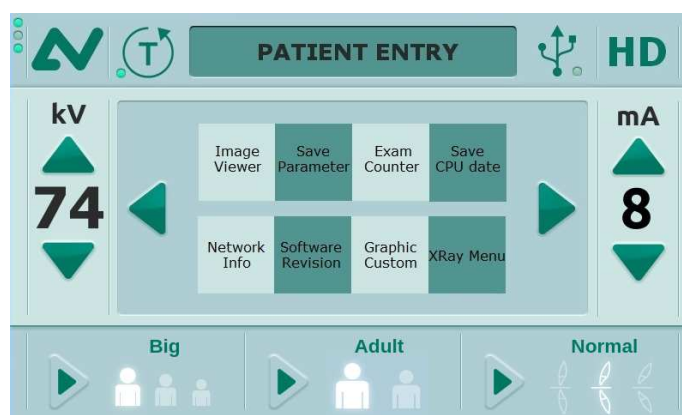 T
PATIENT ENTRY
HD
kV
74
mA
8
Image
Viewer
Save
Parameter
Exam
Counter
Save
CPU date
Network
Info
Software
Revision
Graphic
Custom
XRay Menu
Big
Adult
Normal